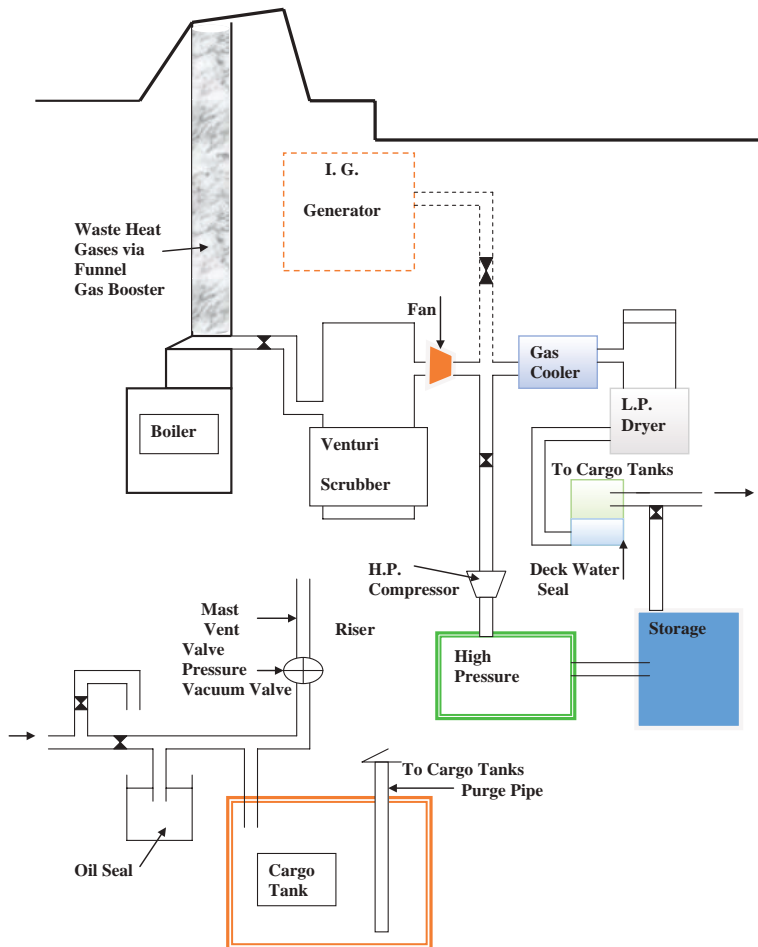 I. G.
Generator
Waste Heat
Gases via
Funnel
Gas Booster
Fan
Gas
Cooler
L.P.
Dryer
Boiler
Venturi
Scrubber
To Cargo Tanks
Deck Water
Seal
H.P.
Compressor
Mast
Vent
Valve
Pressure
Vacuum Valve
Riser
High
Pressure
Storage
To Cargo Tanks
Purge Pipe
Oil Seal
Cargo
Tank